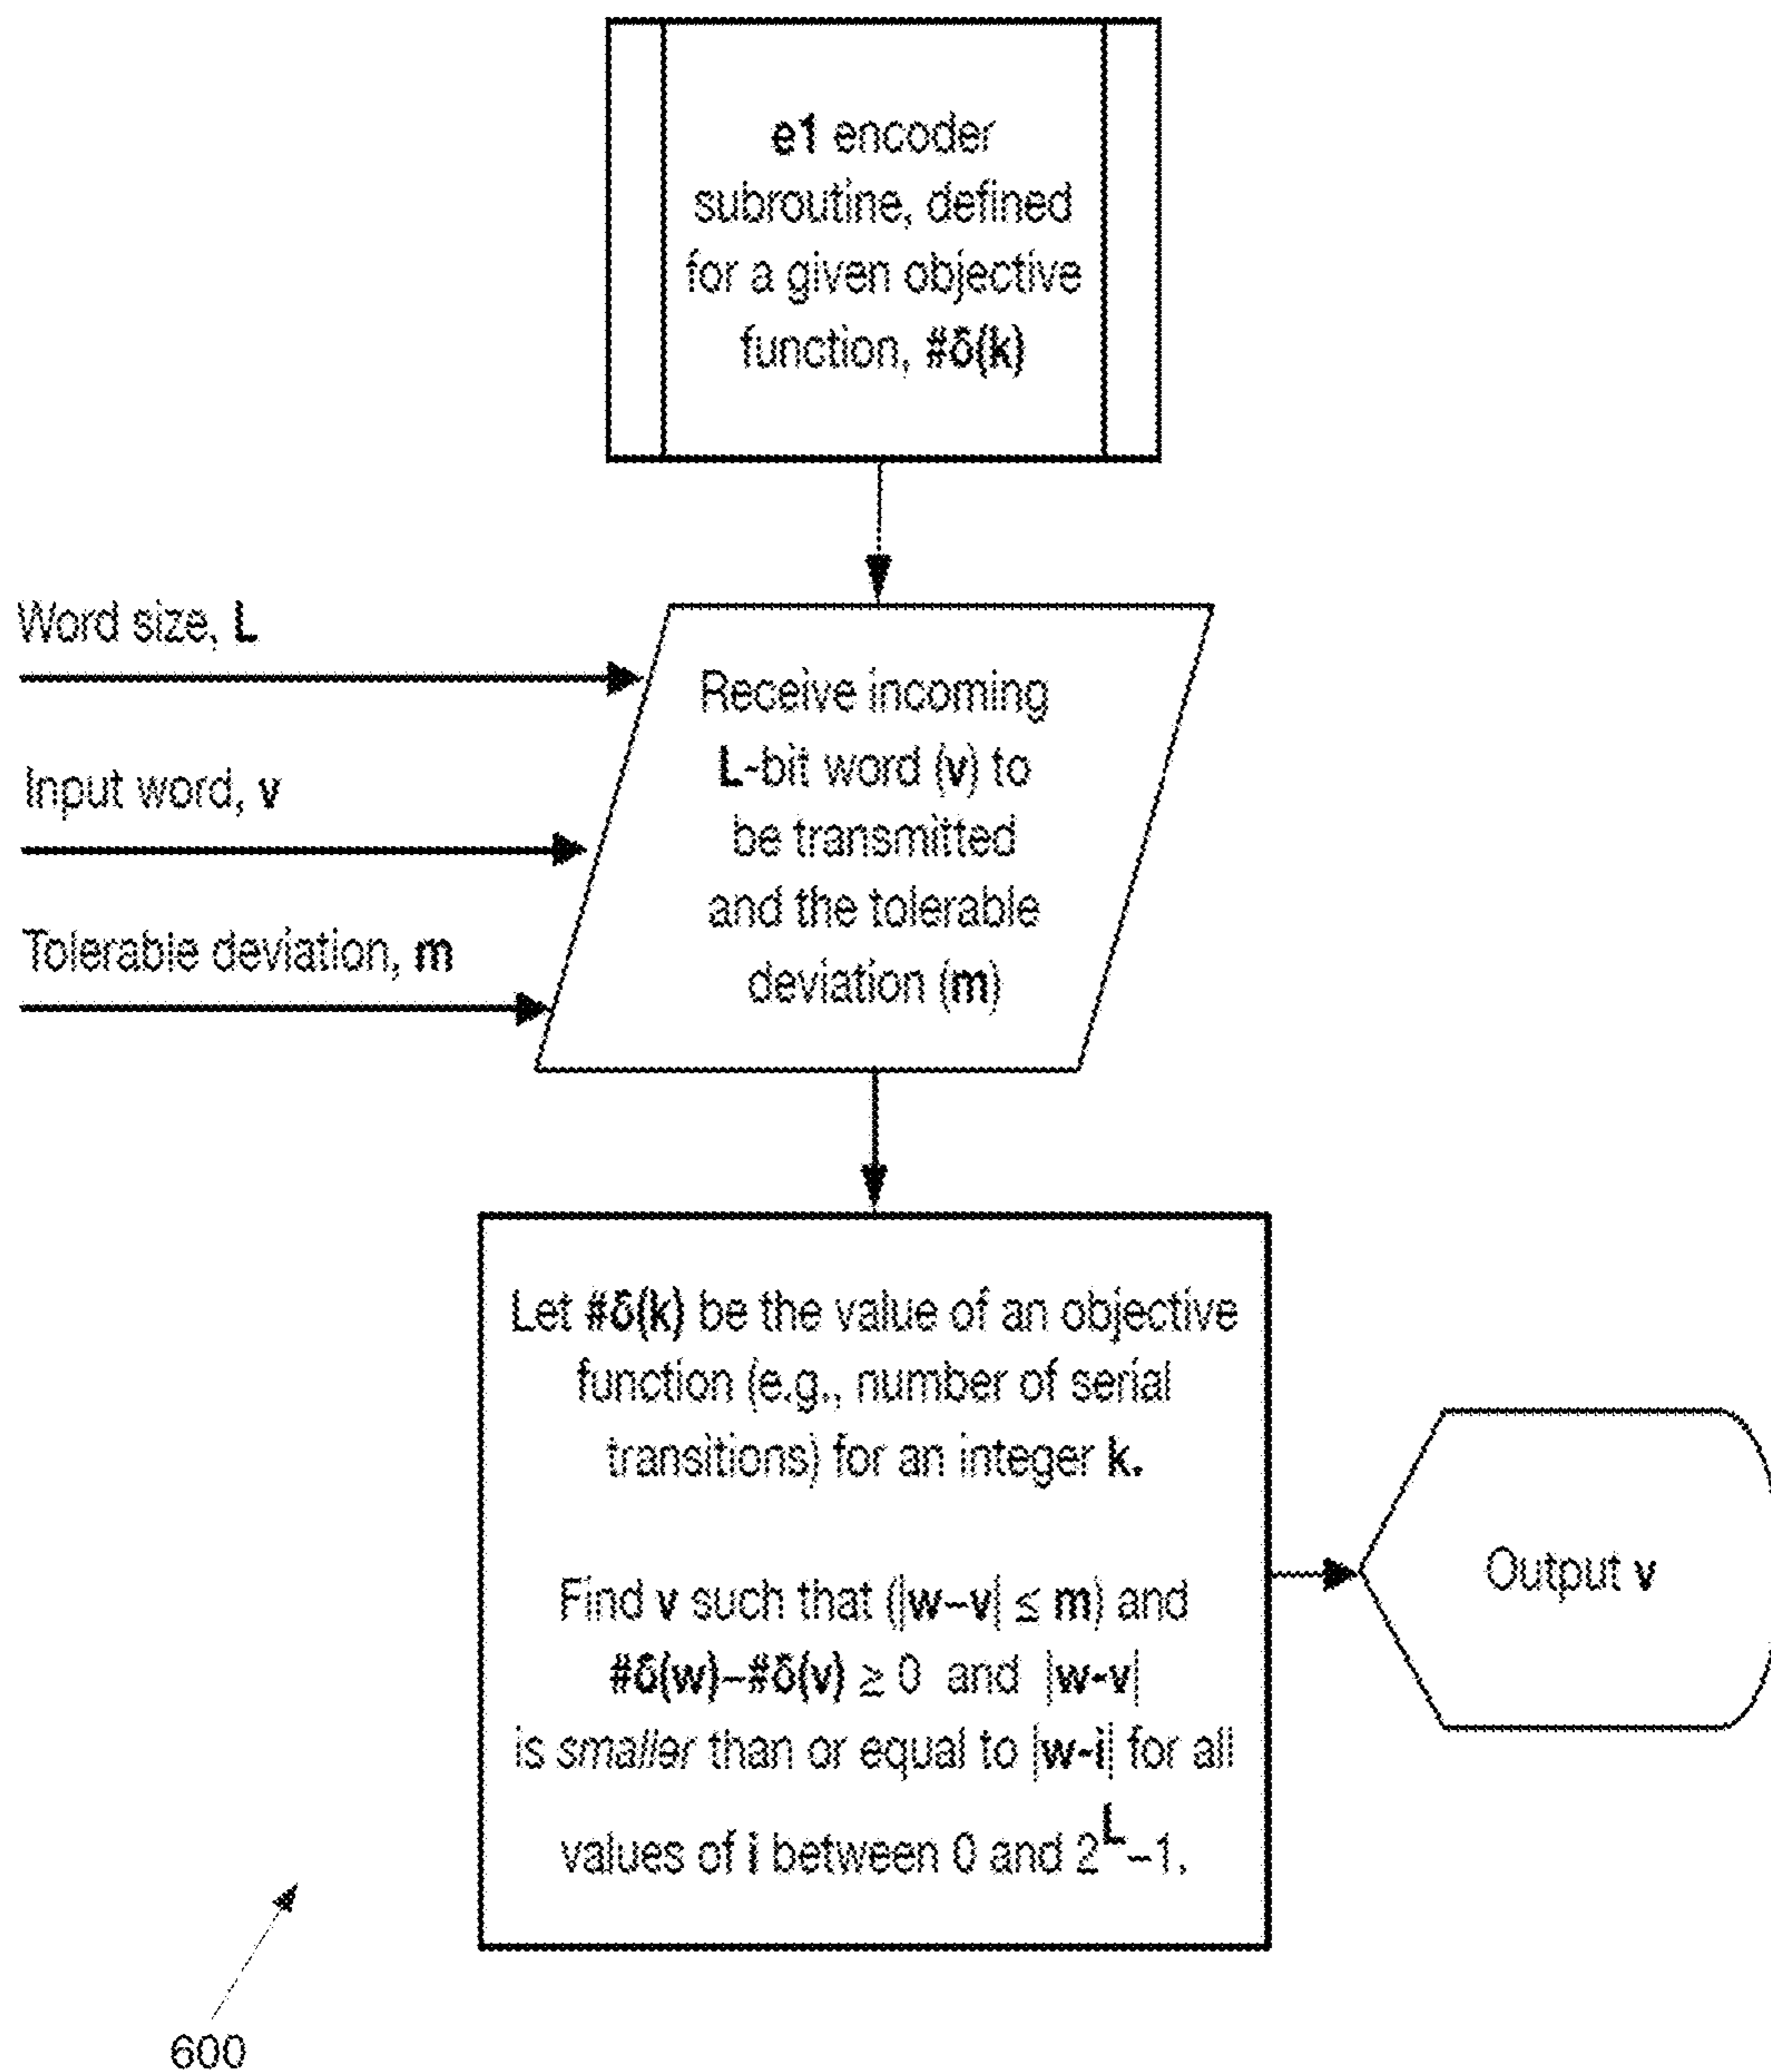 e1 encoder
subroutine, defined
for a given objective
function, #δ(k)
Word size, L
Input word, v
Tolerable deviation, m
Receive incoming
L-bit word (v) to
be transmitted
and the tolerable
deviation (m)
Let #δ(k) be the value of an objective
function (e.g., number of serial
transitions) for an integer k.
Find v such that (|w–v| ≤ m) and
#δ(w)–#δ(v) ≥ 0 and |w-v|
is smaller than or equal to |w-i| for all
values of i between 0 and 2^L–1.
Output v
600